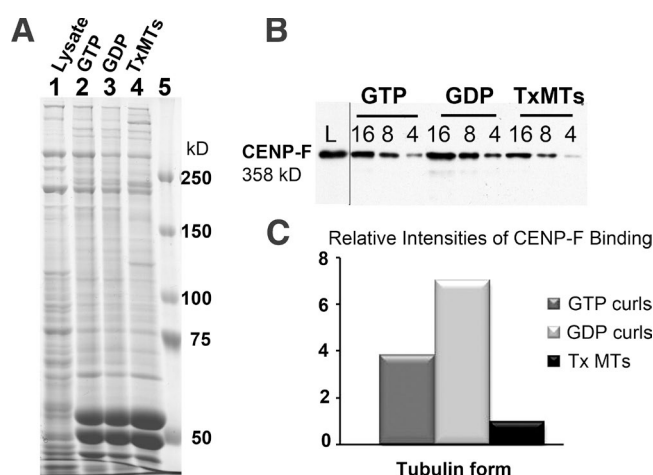 A
Lysate
GTP
GDP
TxMTs
1 2 3 4 5
kD
250
150
100
75
50
B
GTP GDP TxMTs
L 16 8 4 16 8 4 16 8 4
CENP-F
358 kD
C
Relative Intensities of CENP-F Binding
8
6
4
2
0
GTP curls
GDP curls
Tx MTs
Tubulin form